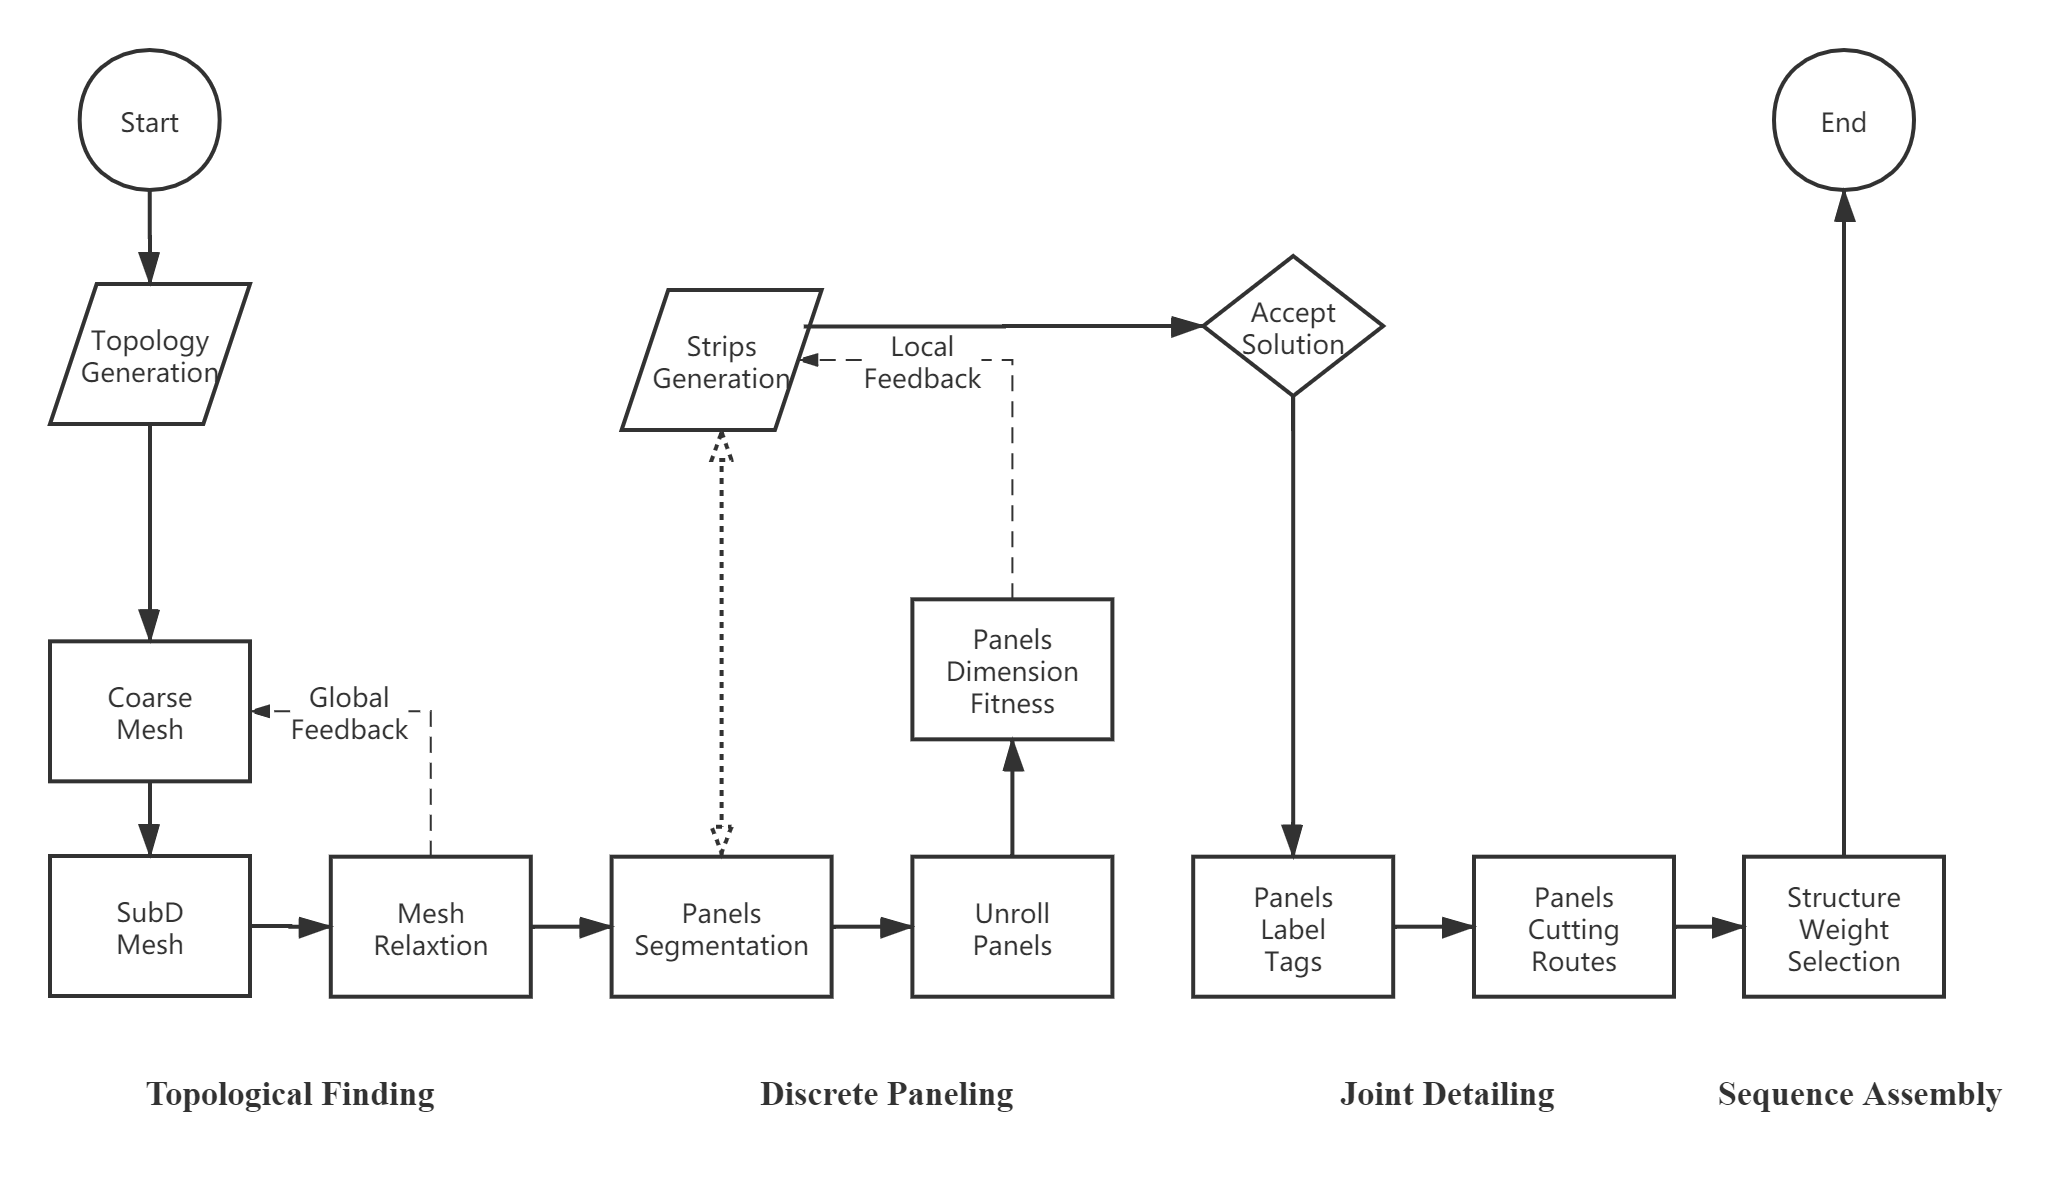 Start
End
Topology
Generation
Strips
Generation
Local
Feedback
Accept
Solution
Coarse
Mesh
Global
Feedback
Panels
Dimension
Fitness
SubD
Mesh
Mesh
Relaxtion
Panels
Segmentation
Unroll
Panels
Panels
Label
Tags
Panels
Cutting
Routes
Structure
Weight
Selection
Topological Finding
Discrete Paneling
Joint Detailing
Sequence Assembly